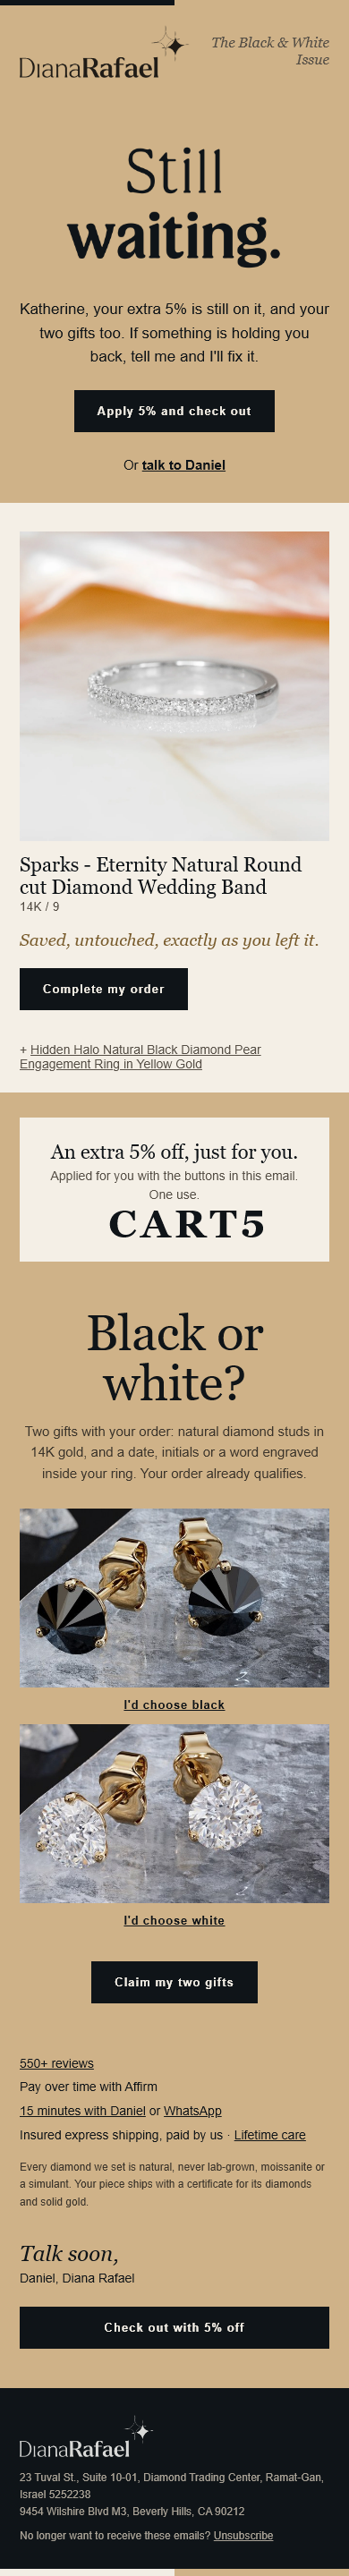 DianaRafael
The Black & White
Issue
Still
waiting.
Katherine, your extra 5% is still on it, and your
two gifts too. If something is holding you
back, tell me and I'll fix it.
Apply 5% and check out
Or talk to Daniel
Sparks - Eternity Natural Round
cut Diamond Wedding Band
14K / 9
Saved, untouched, exactly as you left it.
Complete my order
+ Hidden Halo Natural Black Diamond Pear
Engagement Ring in Yellow Gold
An extra 5% off, just for you.
Applied for you with the buttons in this email.
One use.
CART5
Black or
white?
Two gifts with your order: natural diamond studs in
14K gold, and a date, initials or a word engraved
inside your ring. Your order already qualifies.
I'd choose black
I'd choose white
Claim my two gifts
550+ reviews
Pay over time with Affirm
15 minutes with Daniel or WhatsApp
Insured express shipping, paid by us · Lifetime care
Every diamond we set is natural, never lab-grown, moissanite or
a simulant. Your piece ships with a certificate for its diamonds
and solid gold.
Talk soon,
Daniel, Diana Rafael
Check out with 5% off
DianaRafael
23 Tuval St., Suite 10-01, Diamond Trading Center, Ramat-Gan,
Israel 5252238
9454 Wilshire Blvd M3, Beverly Hills, CA 90212
No longer want to receive these emails? Unsubscribe